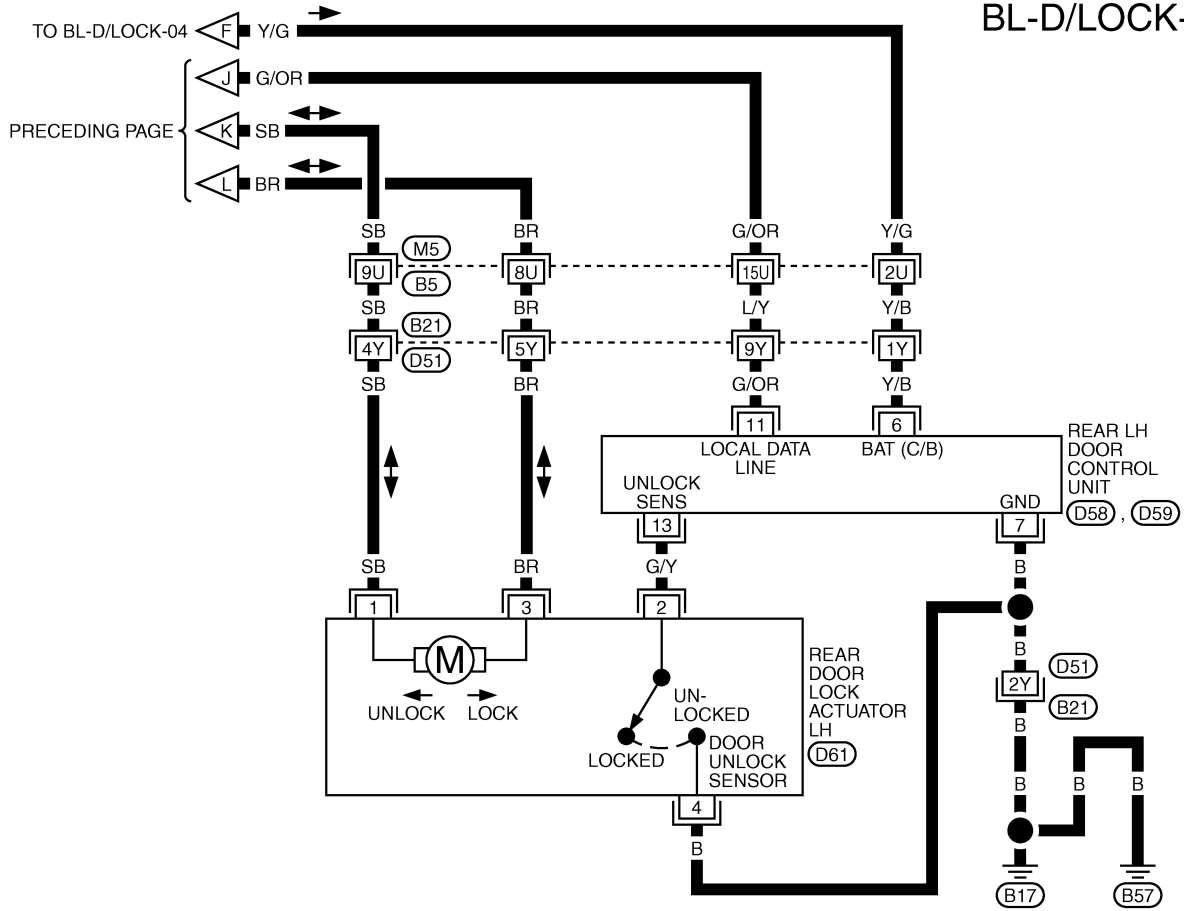 BL-D/LOCK-
TO BL-D/LOCK-04 F Y/G
J G/OR
PRECEDING PAGE K SB
L BR
SB BR G/OR Y/G
M5
9U 8U 15U 2U
B5
SB BR L/Y Y/B
B21
4Y 5Y 9Y 1Y
D51
SB BR G/OR Y/B
11 6
LOCAL DATA LINE
BAT (C/B)
UNLOCK SENS
GND
REAR LH
DOOR
CONTROL
UNIT
D58 , D59
13 7
SB BR G/Y B
1 3 2
M
UNLOCK LOCK
UN-
LOCKED
LOCKED
DOOR
UNLOCK
SENSOR
REAR
DOOR
LOCK
ACTUATOR
LH
D61
4
B
B
D51
2Y
B21
B
B B B
B17 B57